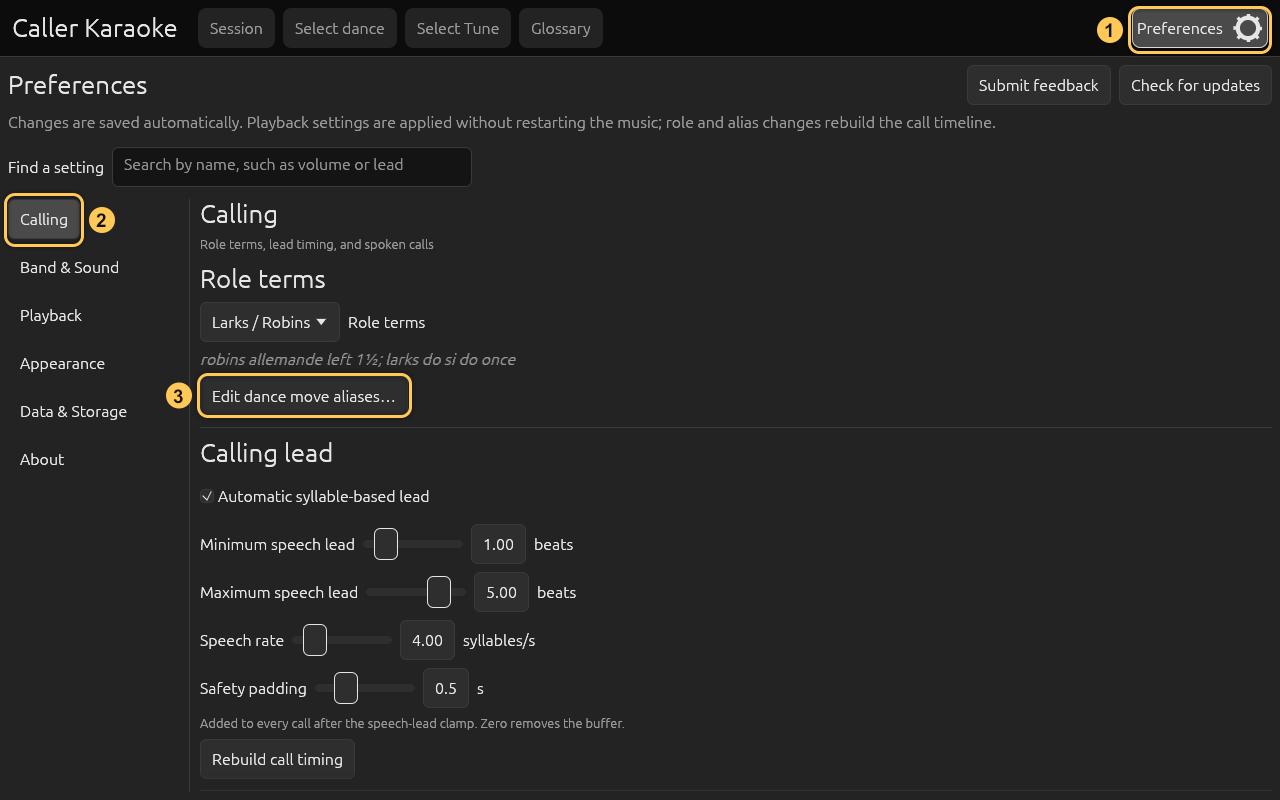 Caller Karaoke Session Select dance Select Tune Glossary 1 Preferences
Preferences Submit feedback Check for updates
Changes are saved automatically. Playback settings are applied without restarting the music; role and alias changes rebuild the call timeline.
Find a setting Search by name, such as volume or lead
Calling 2
Band & Sound
Playback
Appearance
Data & Storage
About
Calling
Role terms, lead timing, and spoken calls
Role terms
Larks / Robins Role terms
robins allemande left 1½; larks do si do once
3 Edit dance move aliases...
Calling lead
Automatic syllable-based lead
Minimum speech lead 1.00 beats
Maximum speech lead 5.00 beats
Speech rate 4.00 syllables/s
Safety padding 0.5 s
Added to every call after the speech-lead clamp. Zero removes the buffer.
Rebuild call timing